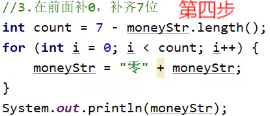 //3.在前面补0，补齐7位 第四步
int count = 7 - moneyStr.length();
for (int i = 0; i < count; i++) {
    moneyStr = "零" + moneyStr;
}
System.out.println(moneyStr);